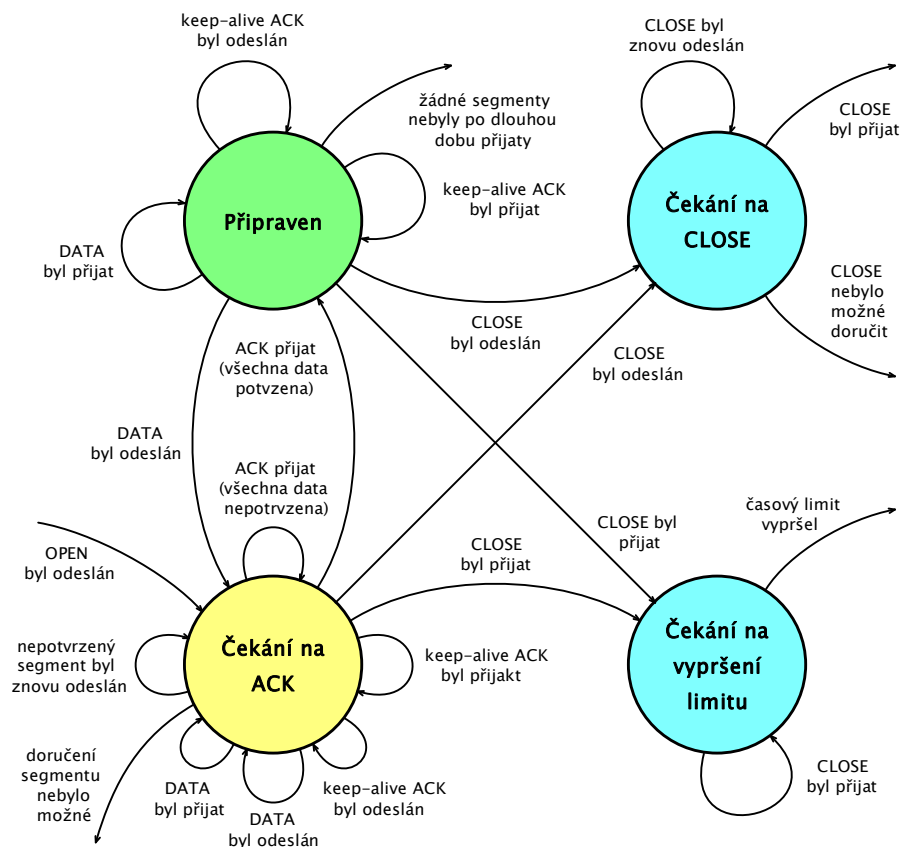 keep-alive ACK
byl odeslán
žádné segmenty
nebyly po dlouhou
dobu přijaty
keep-alive ACK
byl přijat
Připraven
DATA
byl přijat
CLOSE byl
znovu odeslán
CLOSE
byl přijat
Čekání na
CLOSE
CLOSE
nebylo
možné
doručit
CLOSE
byl odeslán
CLOSE
byl odeslán
ACK přijat
(všechna data
potvzena)
DATA
byl odeslán
ACK přijat
(všechna data
nepotrvzena)
OPEN
byl odeslán
CLOSE
byl přijat
CLOSE byl
přijat
časový limit
vypršel
Čekání na
ACK
nepotvrzený
segment byl
znovu odeslán
keep-alive ACK
byl přijakt
Čekání na
vypršení
limitu
doručení
segmentu
nebylo
možné
DATA
byl přijat
DATA
byl odeslán
keep-alive ACK
byl odeslán
CLOSE
byl přijat